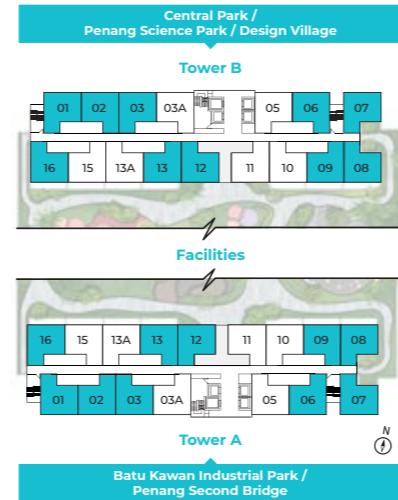 Central Park /
Penang Science Park / Design Village
Tower B
01 02 03 03A 05 06 07
16 15 13A 13 12 11 10 09 08
Facilities
16 15 13A 13 12 11 10 09 08
01 02 03 03A 05 06 07
N
Tower A
Batu Kawan Industrial Park /
Penang Second Bridge